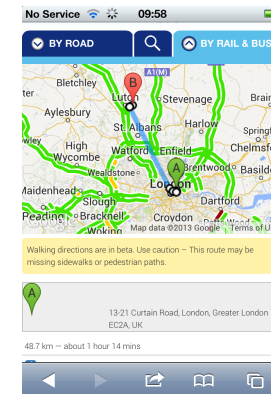 No Service 09:58
BY ROAD BY RAIL & BUS
A1(M)
Bletchley
B
Luton Stevenage
Aylesbury
St Albans Harlow
High
Wycombe
Watford Enfield
Wealdstone
A Brentwood
Maidenhead London
Slough Dartford
Reading Bracknell Croydon
Woking
Map data ©2013 Google Terms of U
Walking directions are in beta. Use caution – This route may be
missing sidewalks or pedestrian paths.
A
13-21 Curtain Road, London, Greater London
EC2A, UK
48.7 km — about 1 hour 14 mins